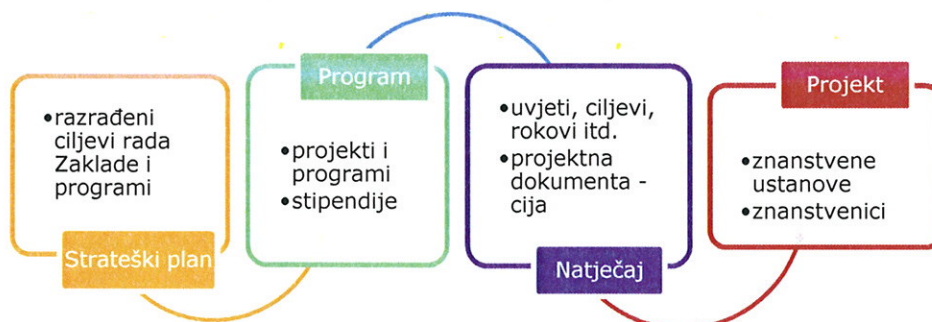 •razrađeni
ciljevi rada
Zaklade i
programi
Strateški plan
Program
•projekti i
programi
•stipendije
•uvjeti, ciljevi,
rokovi itd.
•projektna
dokumenta -
cija
Natječaj
Projekt
•znanstvene
ustanove
•znanstvenici